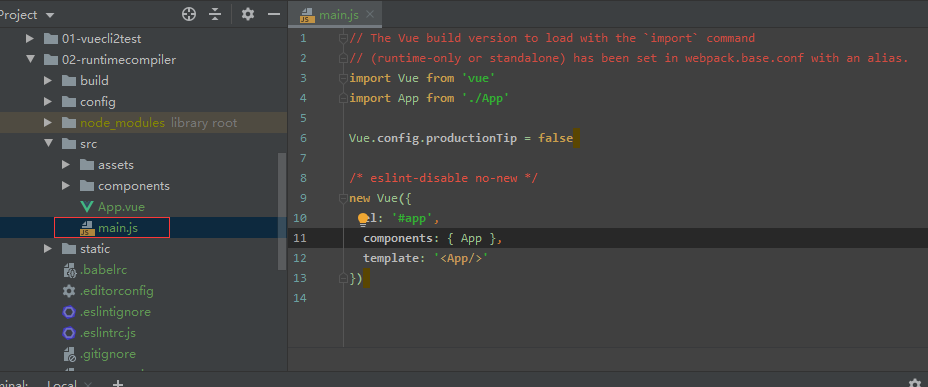 Project
main.js
01-vuecli2test
02-runtimecompiler
build
config
node_modules library root
src
assets
components
App.vue
main.js
static
.babelrc
.editorconfig
.eslintignore
.eslintrc.js
.gitignore
1 // The Vue build version to load with the `import` command
2 // (runtime-only or standalone) has been set in webpack.base.conf with an alias.
3 import Vue from 'vue'
4 import App from './App'
5
6 Vue.config.productionTip = false
7
8 /* eslint-disable no-new */
9 new Vue({
10 l: '#app',
11 components: { App },
12 template: '<App/>'
13 })
14
Local